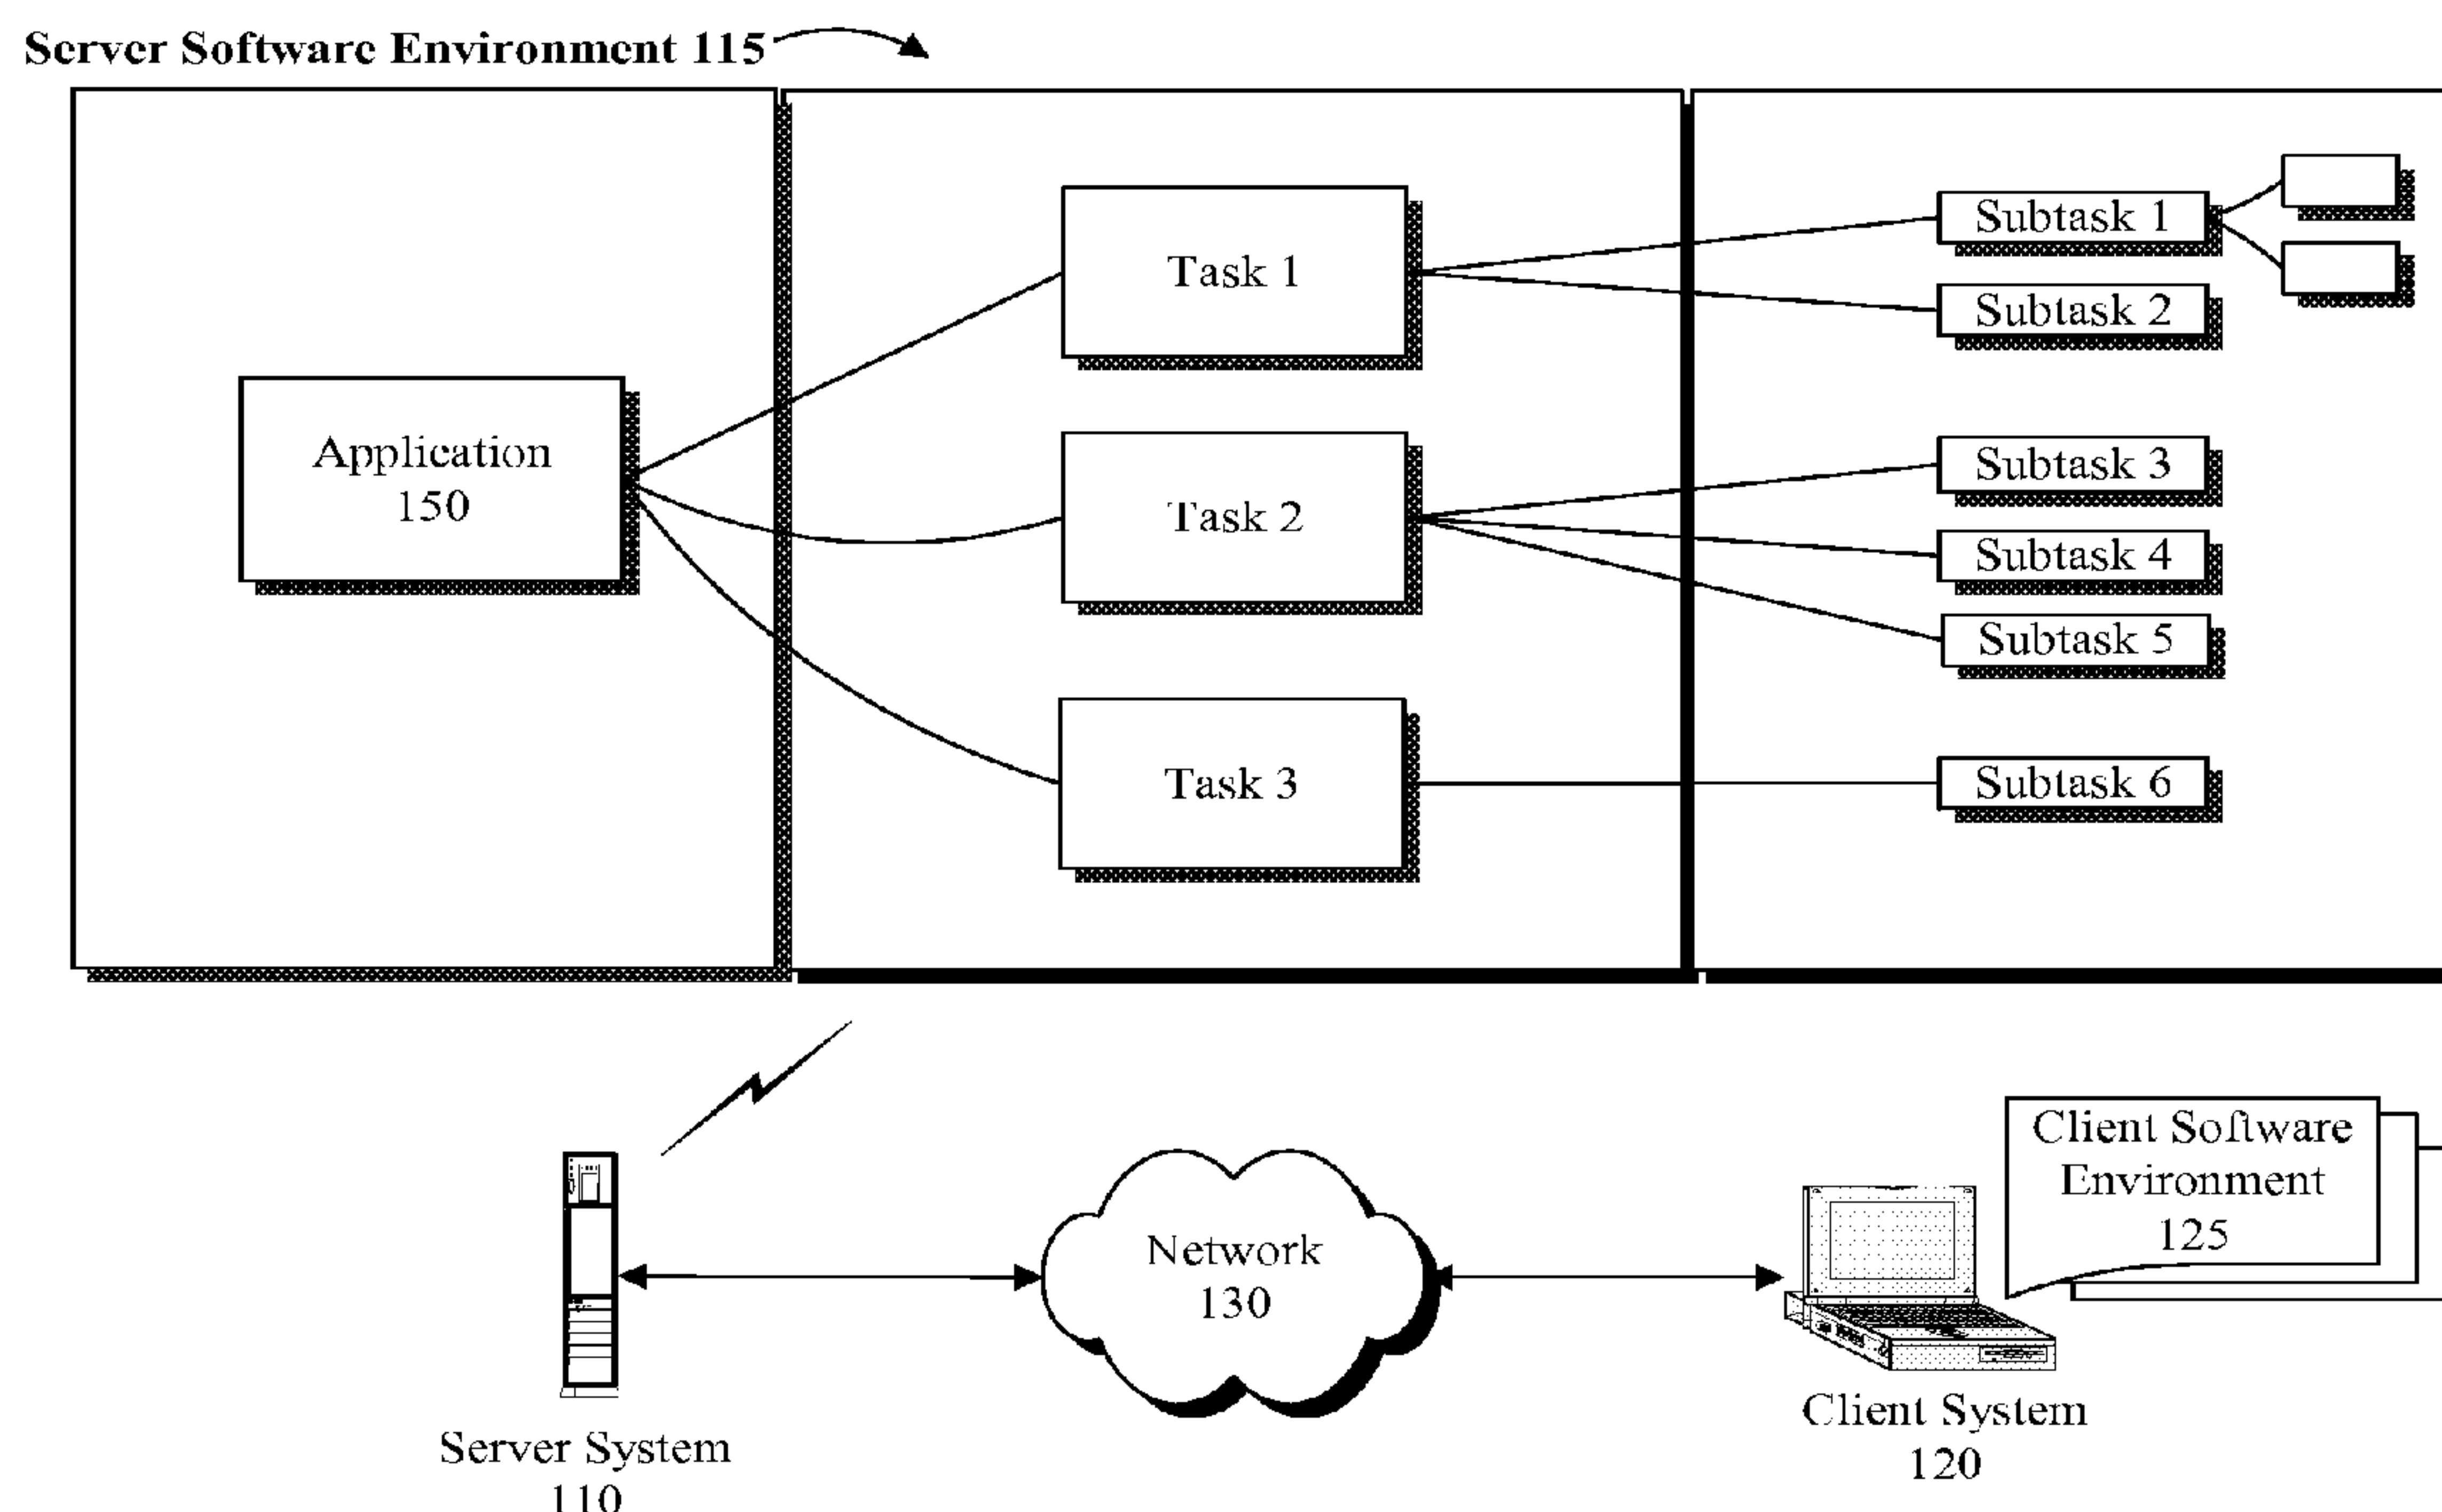 Server Software Environment 115
Application
150
Task 1
Task 2
Task 3
Subtask 1
Subtask 2
Subtask 3
Subtask 4
Subtask 5
Subtask 6
Server System
110
Network
130
Client Software
Environment
125
Client System
120